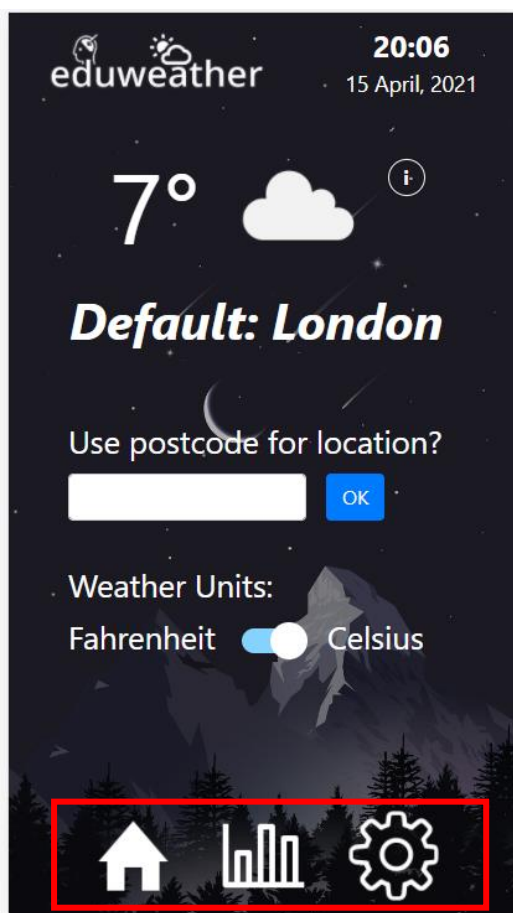 eduweather
20:06
15 April, 2021
7°
i
Default: London
Use postcode for location?
OK
Weather Units:
Fahrenheit Celsius